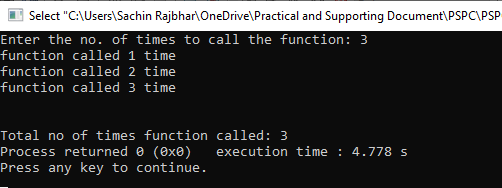 Select "C:\Users\Sachin Rajbhar\OneDrive\Practical and Supporting Document\PSPC\PSP
Enter the no. of times to call the function: 3
function called 1 time
function called 2 time
function called 3 time
Total no of times function called: 3
Process returned 0 (0x0)   execution time : 4.778 s
Press any key to continue.